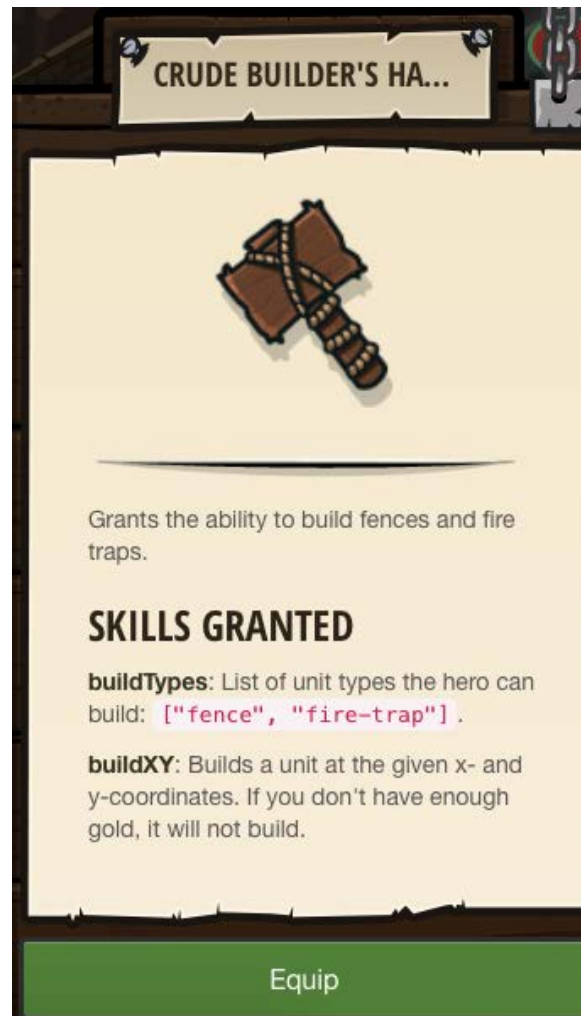 CRUDE BUILDER'S HA...
Grants the ability to build fences and fire
traps.
SKILLS GRANTED
buildTypes: List of unit types the hero can
build: ["fence", "fire-trap"] .
buildXY: Builds a unit at the given x- and
y-coordinates. If you don't have enough
gold, it will not build.
Equip